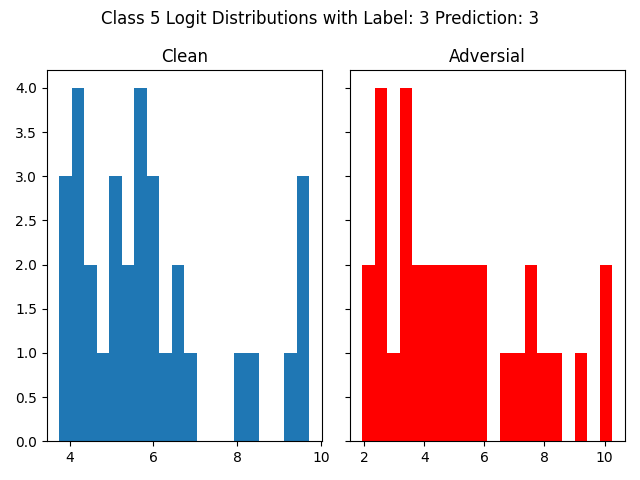 Class 5 Logit Distributions with Label: 3 Prediction: 3
Clean
Adversial
4.0
3.5
3.0
2.5
2.0
1.5
1.0
0.5
0.0
4 6 8 10
2 4 6 8 10